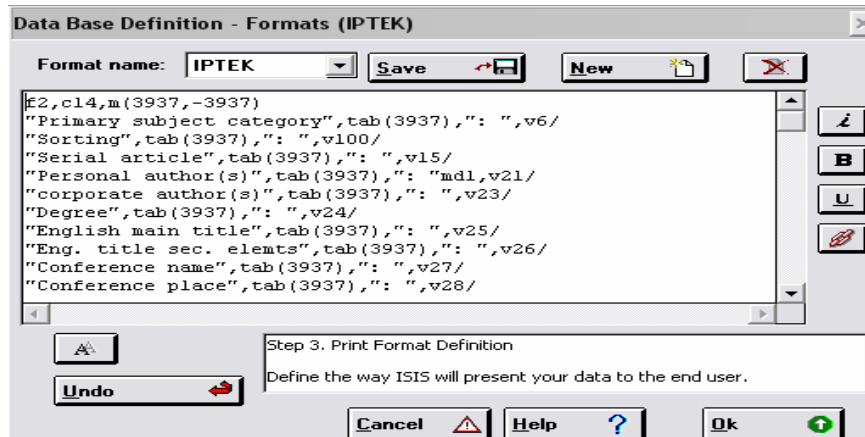 Data Base Definition - Formats (IPTEK)
Format name: IPTEK Save New
f2,cl4,m(3937,-3937)
"Primary subject category",tab(3937),": ",v6/
"Sorting",tab(3937),": ",v100/
"Serial article",tab(3937),": ",v15/
"Personal author(s)",tab(3937),": "mdl,v21/
"corporate author(s)",tab(3937),": ",v23/
"Degree",tab(3937),": ",v24/
"English main title",tab(3937),": ",v25/
"Eng. title sec. elemts",tab(3937),": ",v26/
"Conference name",tab(3937),": ",v27/
"Conference place",tab(3937),": ",v28/
i
B
U
A
Step 3. Print Format Definition
Define the way ISIS will present your data to the end user.
Undo
Cancel Help ? Ok